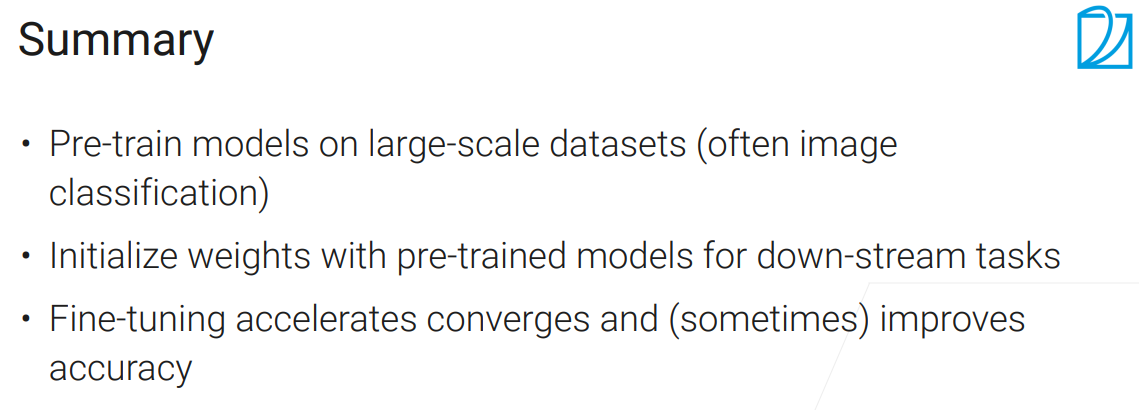 Summary
• Pre-train models on large-scale datasets (often image
classification)
• Initialize weights with pre-trained models for down-stream tasks
• Fine-tuning accelerates converges and (sometimes) improves
accuracy